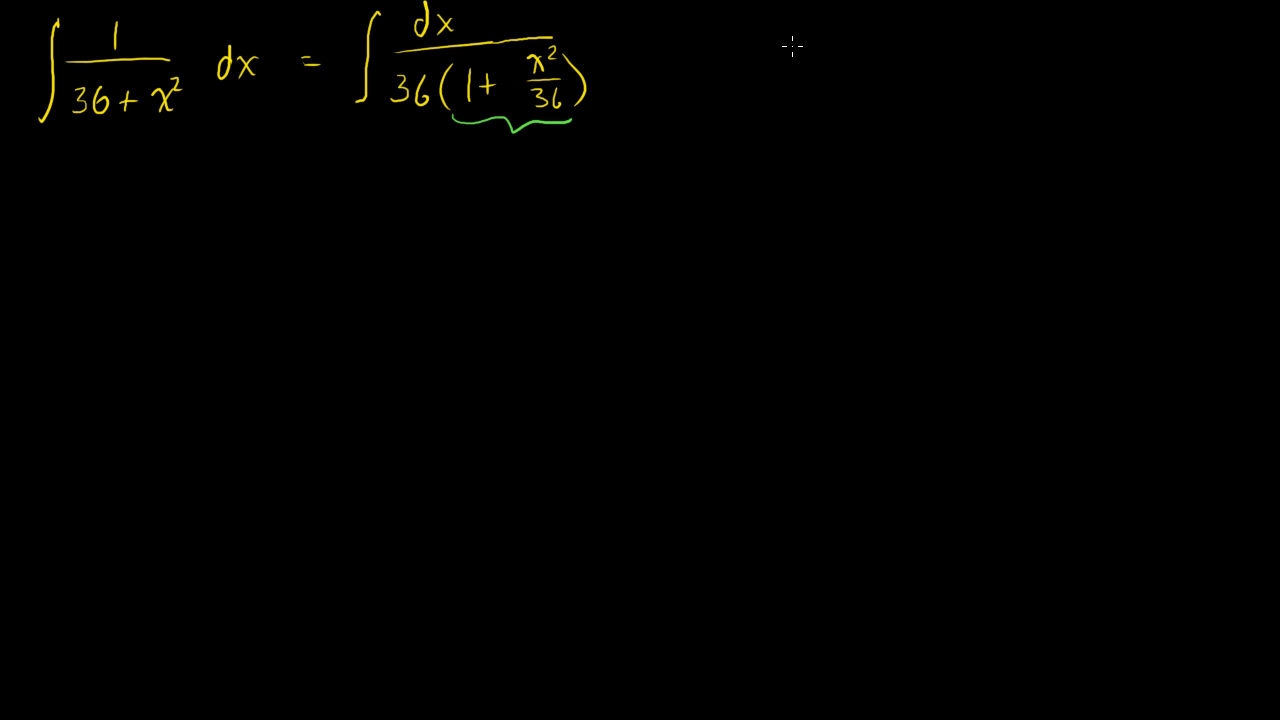 ∫ 1/(36 + x²) dx = ∫ dx/(36(1 + x²/36))